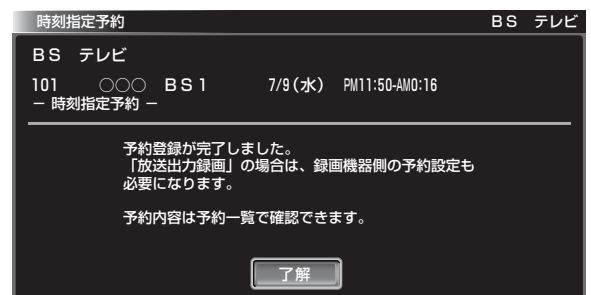 時刻指定予約 BS テレビ
BS テレビ
101 ○○○ BS1 7/9(水) PM11:50-AM0:16
− 時刻指定予約 −
予約登録が完了しました。
「放送出力録画」の場合は、録画機器側の予約設定も
必要になります。
予約内容は予約一覧で確認できます。
了解